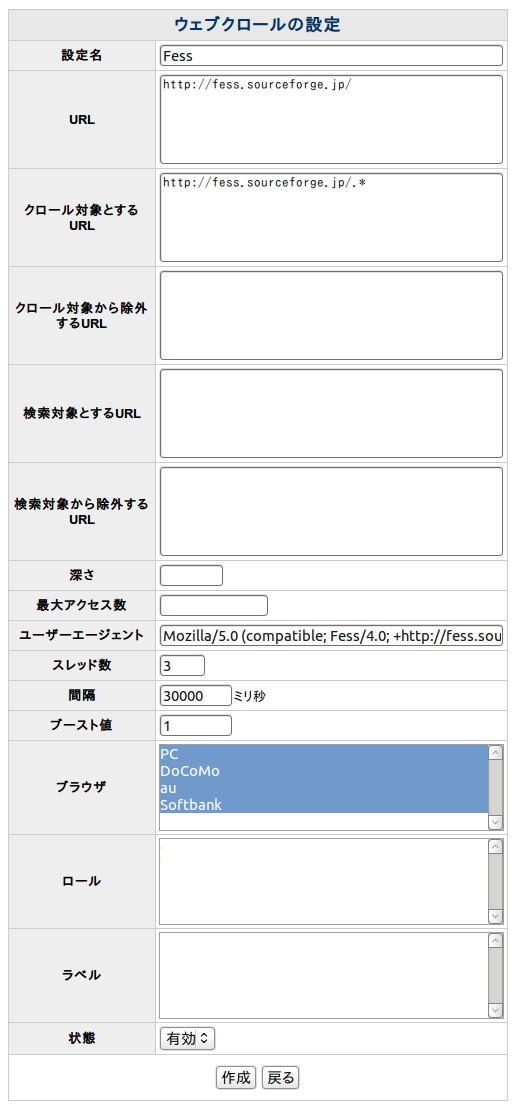 ウェブクロールの設定
設定名
Fess
URL
http://fess.sourceforge.jp/
クロール対象とする
URL
http://fess.sourceforge.jp/.*
クロール対象から除外
するURL
検索対象とするURL
検索対象から除外する
URL
深さ
最大アクセス数
ユーザーエージェント
Mozilla/5.0 (compatible; Fess/4.0; +http://fess.sou
スレッド数
3
間隔
30000 ミリ秒
ブースト値
1
ブラウザ
PC
DoCoMo
au
Softbank
ロール
ラベル
状態
有効
作成 戻る